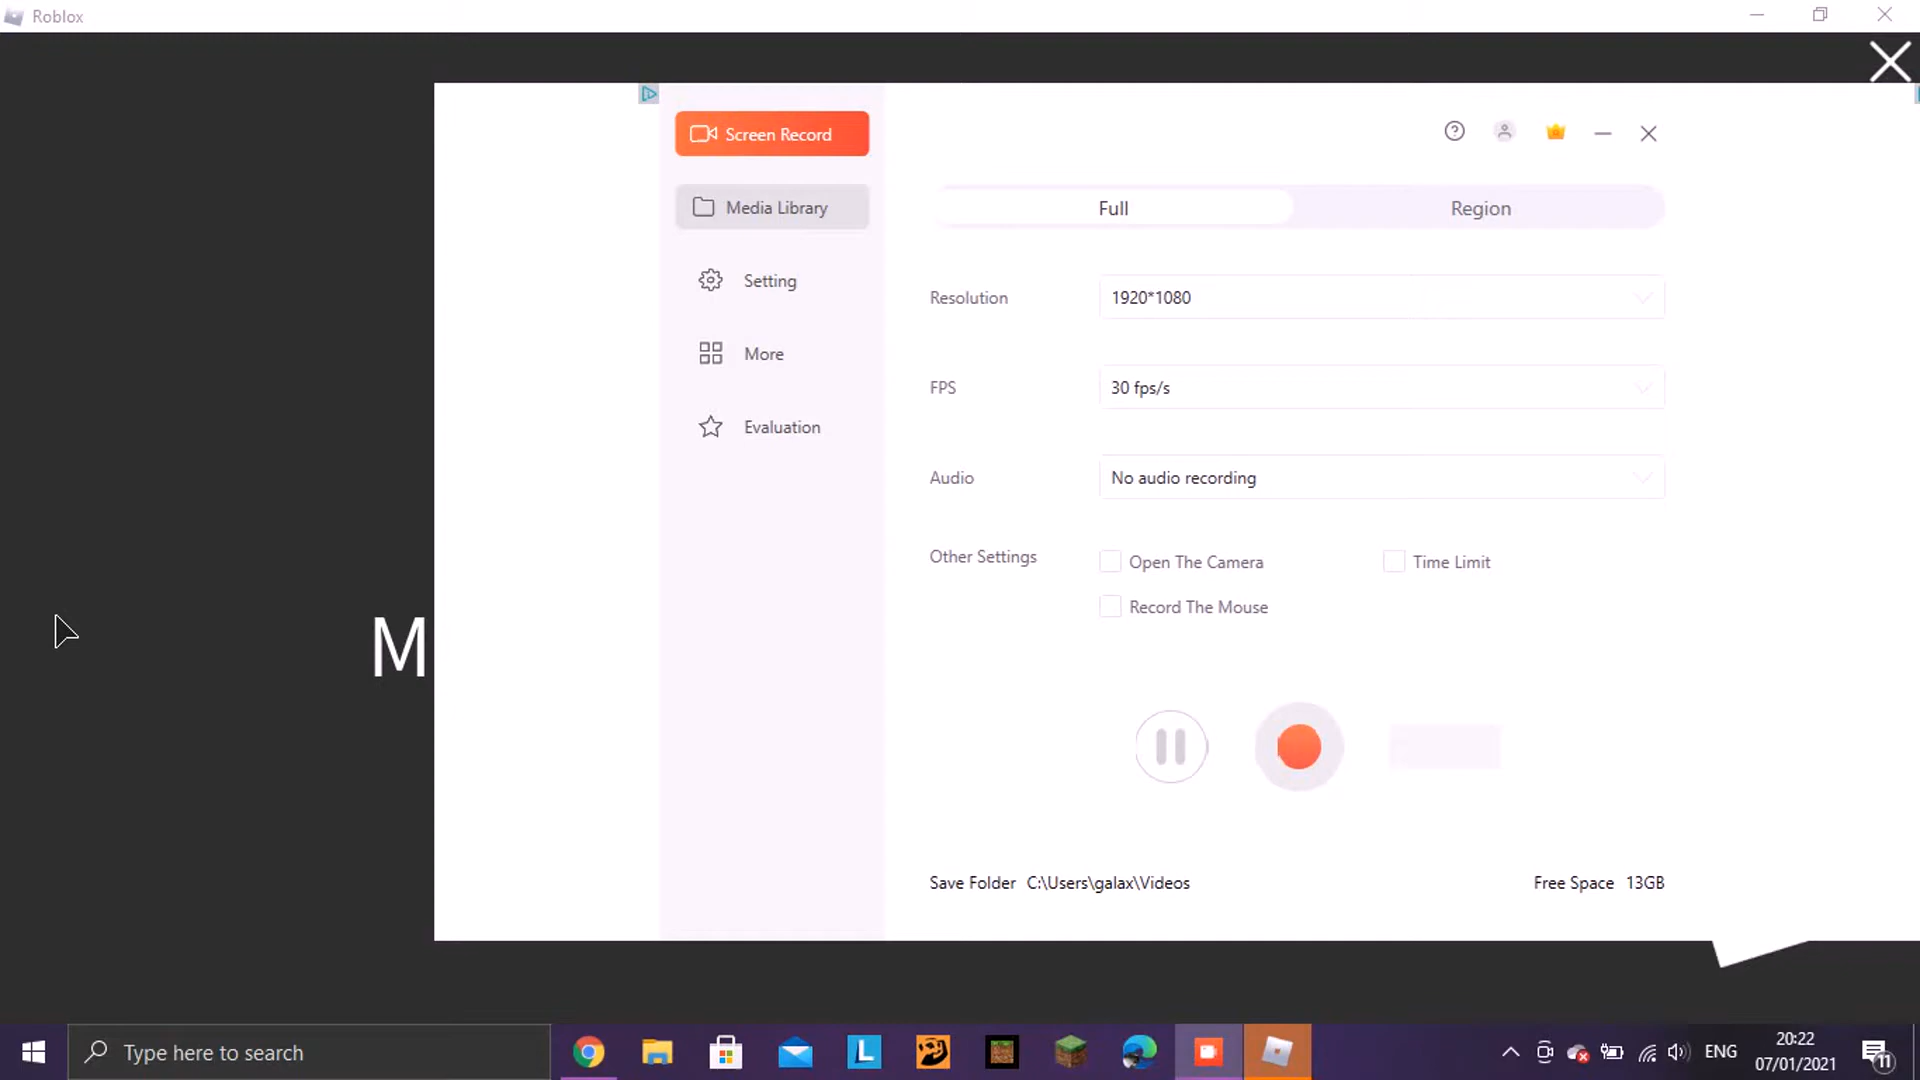 Roblox
Screen Record
Media Library
Setting
More
Evaluation
Full
Region
Resolution
1920*1080
FPS
30 fps/s
Audio
No audio recording
Other Settings
Open The Camera
Time Limit
Record The Mouse
M
Save Folder C:\Users\galax\Videos
Free Space 13GB
Type here to search
L
ENG
20:22
07/01/2021
11